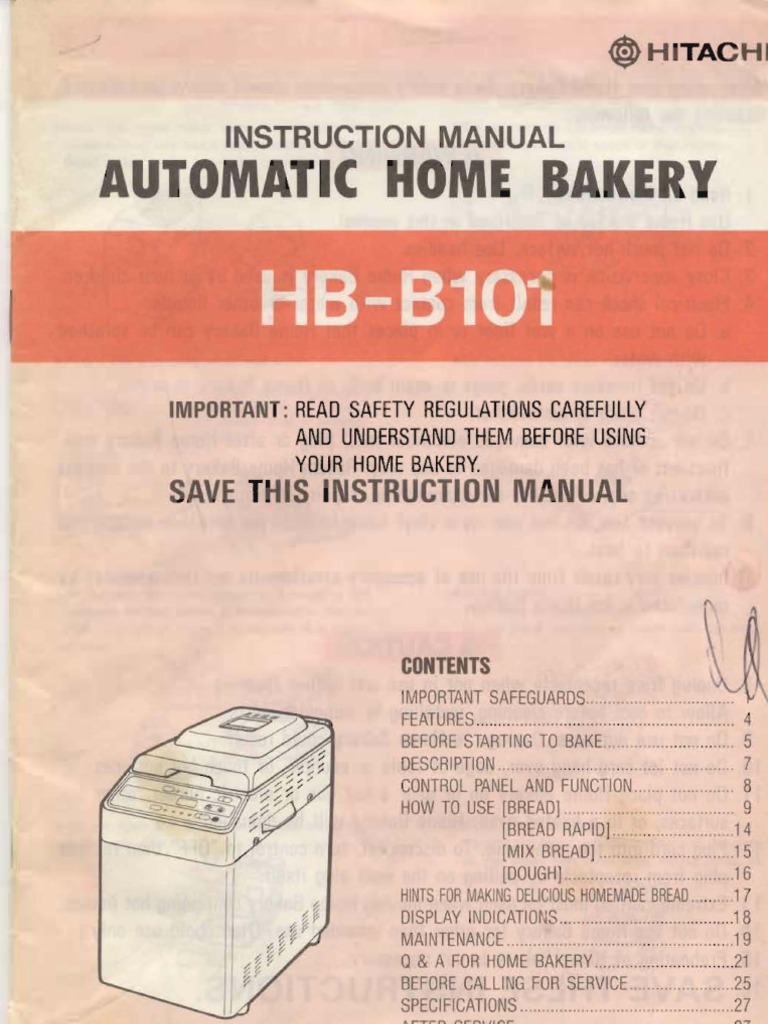 HITACHI
INSTRUCTION MANUAL
AUTOMATIC HOME BAKERY
HB-B101
IMPORTANT: READ SAFETY REGULATIONS CAREFULLY
AND UNDERSTAND THEM BEFORE USING
YOUR HOME BAKERY.
SAVE THIS INSTRUCTION MANUAL
CONTENTS
IMPORTANT SAFEGUARDS
FEATURES 4
BEFORE STARTING TO BAKE 5
DESCRIPTION 7
CONTROL PANEL AND FUNCTION 8
HOW TO USE [BREAD] 9
[BREAD RAPID] 14
[MIX BREAD] 15
[DOUGH] 16
HINTS FOR MAKING DELICIOUS HOMEMADE BREAD 17
DISPLAY INDICATIONS 18
MAINTENANCE 19
Q & A FOR HOME BAKERY 21
BEFORE CALLING FOR SERVICE 25
SPECIFICATIONS 27
AFTER SERVICE 27